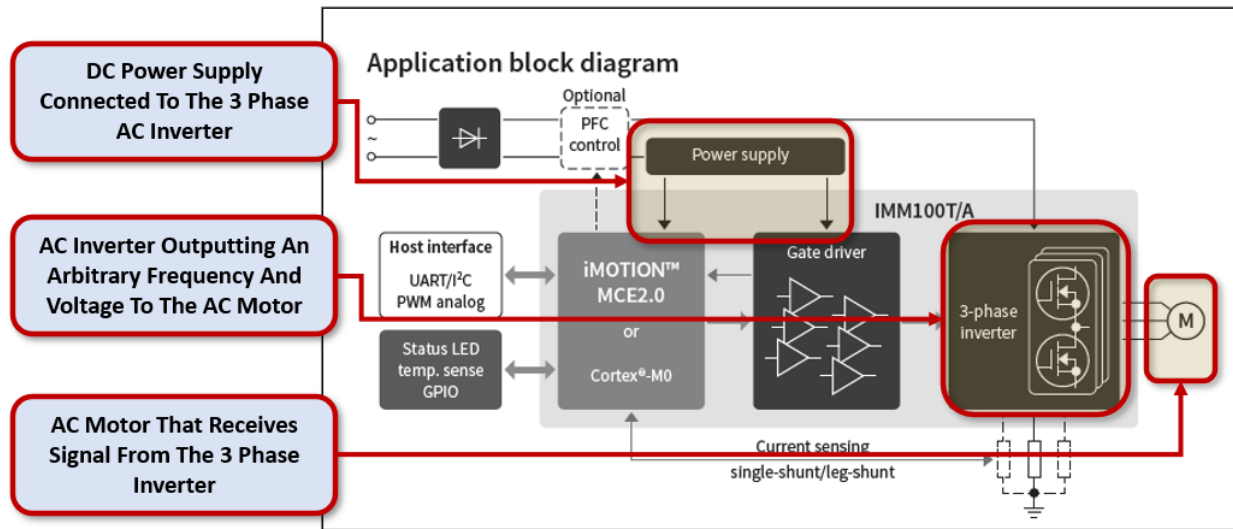 DC Power Supply
Connected To The 3 Phase
AC Inverter
AC Inverter Outputting An
Arbitrary Frequency And
Voltage To The AC Motor
AC Motor That Receives
Signal From The 3 Phase
Inverter
Application block diagram
Optional
PFC
control
~
Power supply
IMM100T/A
Host interface
UART/I²C
PWM analog
iMOTION™
MCE2.0
or
Cortex®-M0
Gate driver
3-phase
inverter
M
Status LED
temp. sense
GPIO
Current sensing
single-shunt/leg-shunt